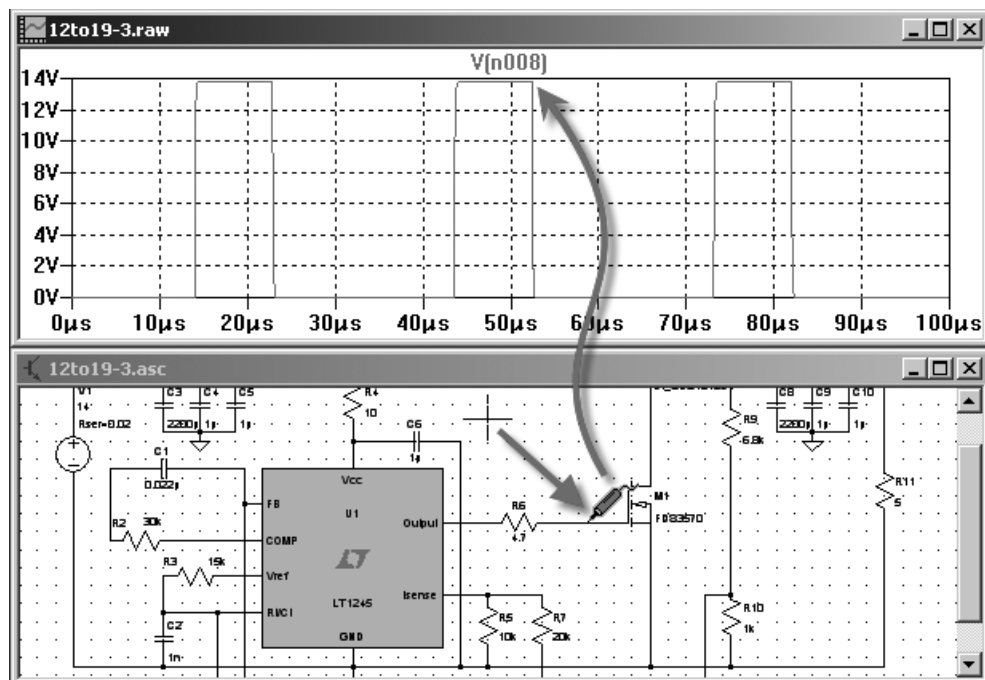 12to19-3.raw
V(n008)
14V
12V
10V
8V
6V
4V
2V
0V
0µs 10µs 20µs 30µs 40µs 50µs 60µs 70µs 80µs 90µs 100µs
12to19-3.asc
V1
14
Rser=0.02
C3 C4 C5
2200p 1µ 1µ
R4
10
C6
1µ
C8 C9 C10
2200p 1µ 1µ
R9
6.8k
C1
0.022µ
R11
5
Vcc
FB
U1
Output
R6
4.7
M1
FDB3570
R2 30k
COMP
R3 15k
Vref
LT1245
Isense
Rt/Ct
C2
1n
GND
R5
10k
R7
20k
R10
1k